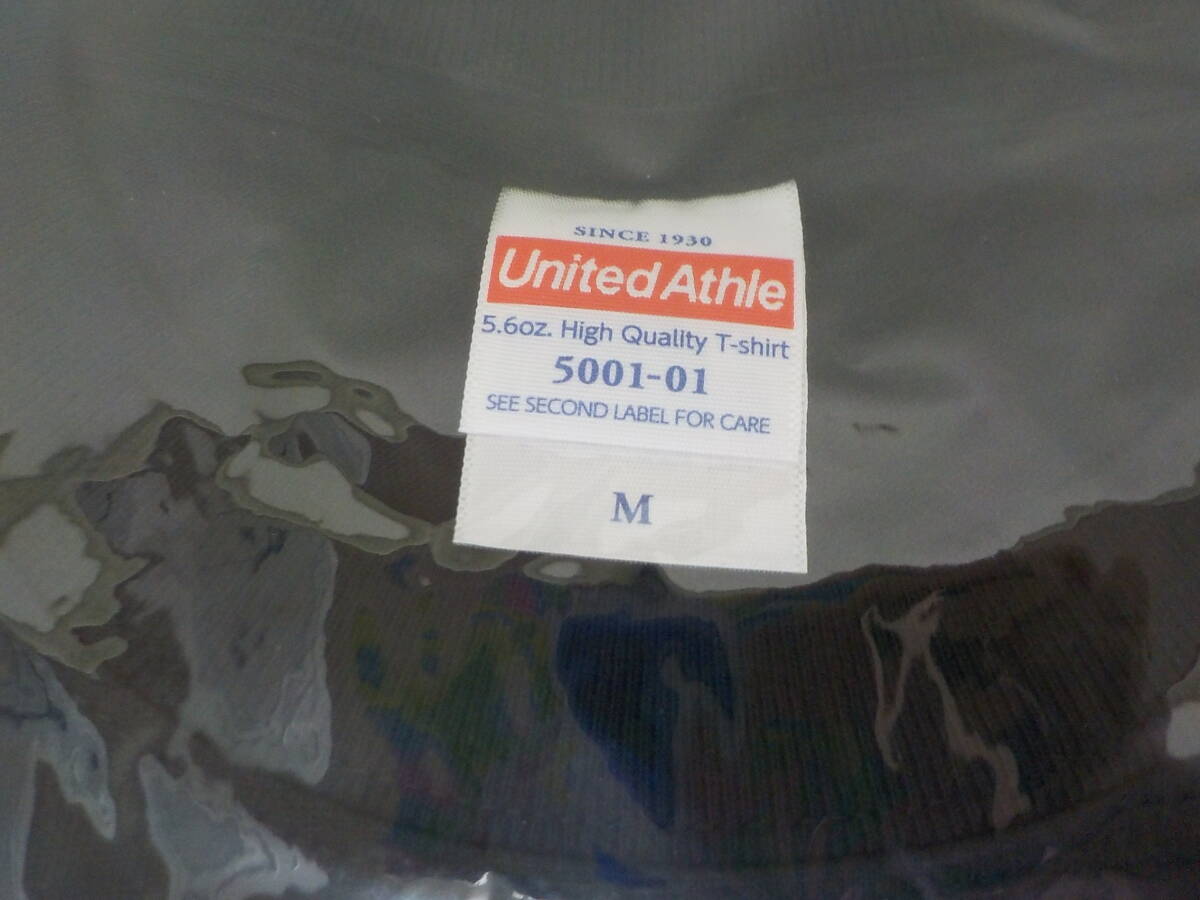 SINCE 1930
United Athle
5.6oz. High Quality T-shirt
5001-01
SEE SECOND LABEL FOR CARE
M